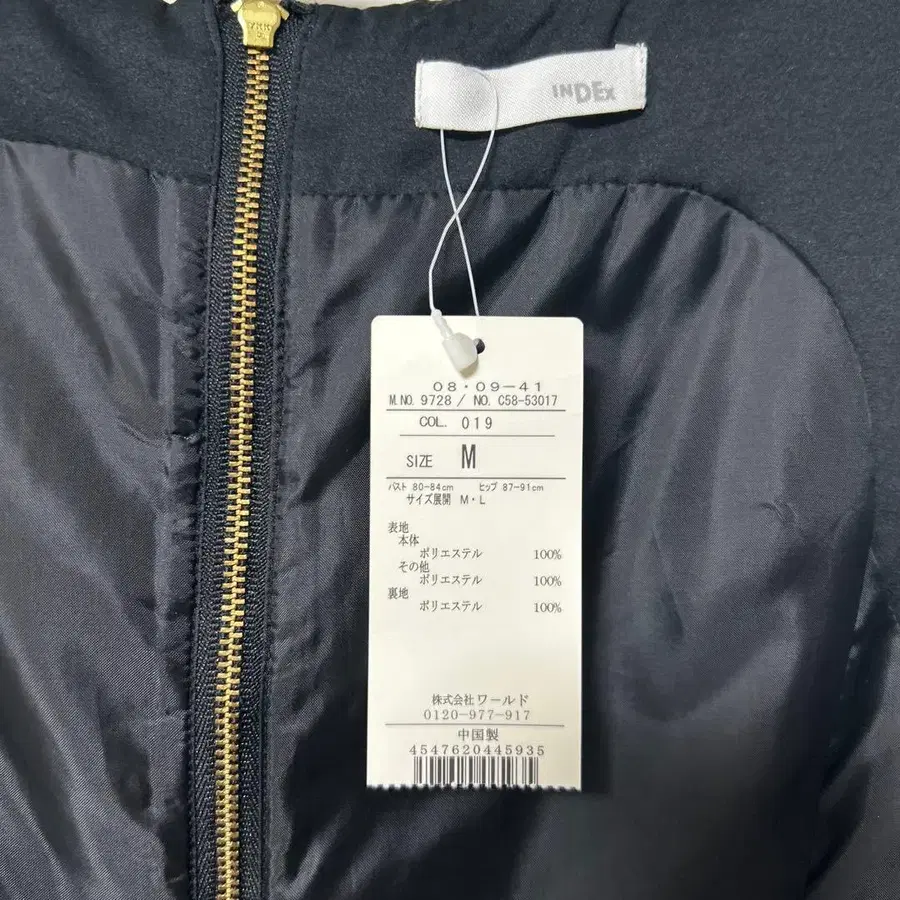 YKK
INDEX
08・09-41
M.NO. 9728 / NO. C58-53017
COL. 019
SIZE M
バスト 80-84cm ヒップ 87-91cm
サイズ展開 M・L
表地
本体
ポリエステル 100%
その他
ポリエステル 100%
裏地
ポリエステル 100%
株式会社ワールド
0120-977-917
中国製
4547620445935